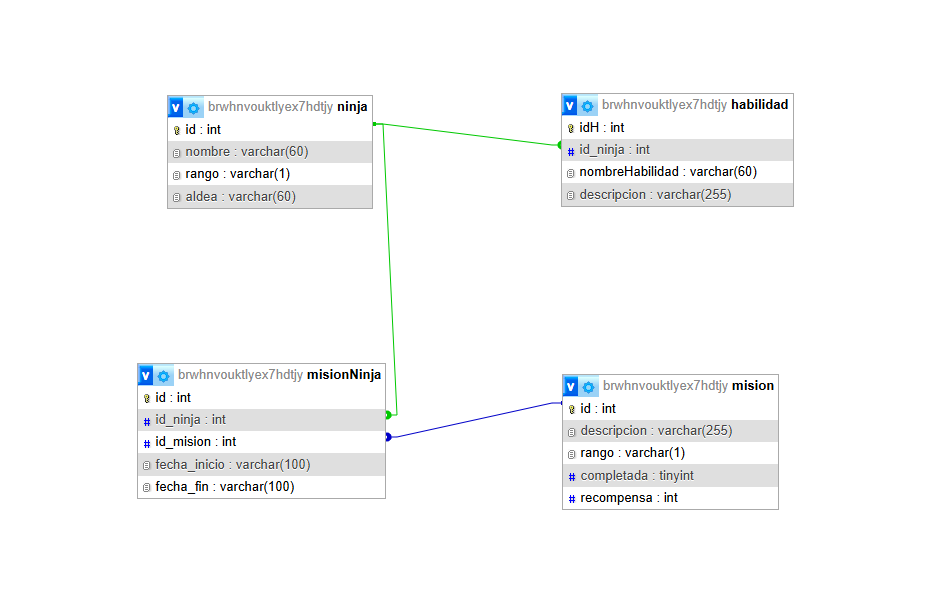 v brwhnvouktlyex7hdtjy ninja
id : int
nombre : varchar(60)
rango : varchar(1)
aldea : varchar(60)
v brwhnvouktlyex7hdtjy habilidad
idH : int
# id_ninja : int
nombreHabilidad : varchar(60)
descripcion : varchar(255)
v brwhnvouktlyex7hdtjy misionNinja
id : int
# id_ninja : int
# id_mision : int
fecha_inicio : varchar(100)
fecha_fin : varchar(100)
v brwhnvouktlyex7hdtjy mision
id : int
descripcion : varchar(255)
rango : varchar(1)
# completada : tinyint
# recompensa : int